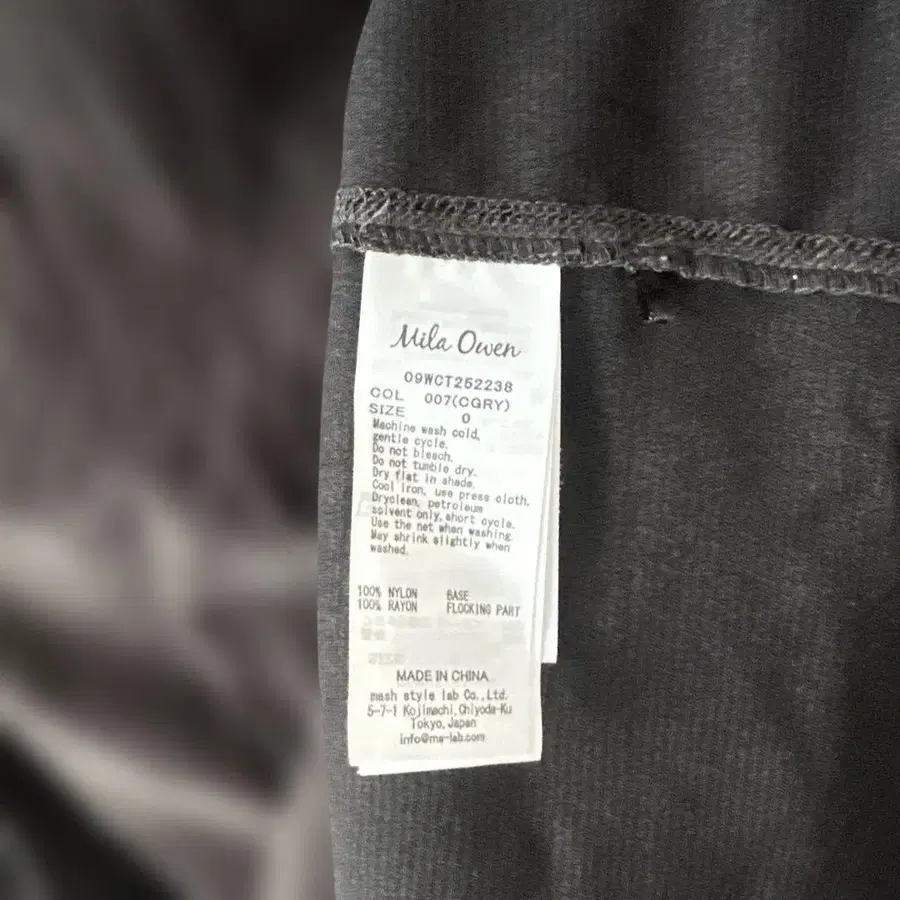 Mila Owen
09WCT252238
COL 007(CGRY)
SIZE 0
Machine wash cold,
gentle cycle.
Do not bleach.
Do not tumble dry.
Dry flat in shade.
Cool iron, use press cloth.
Dryclean, petroleum
solvent only, short cycle.
Use the net when washing.
May shrink slightly when
washed.
100% NYLON BASE
100% RAYON FLOCKING PART
MADE IN CHINA
mash style lab Co.,Ltd.
5-7-1 Kojimachi,Chiyoda-Ku
Tokyo,Japan
info@ms-lab.com